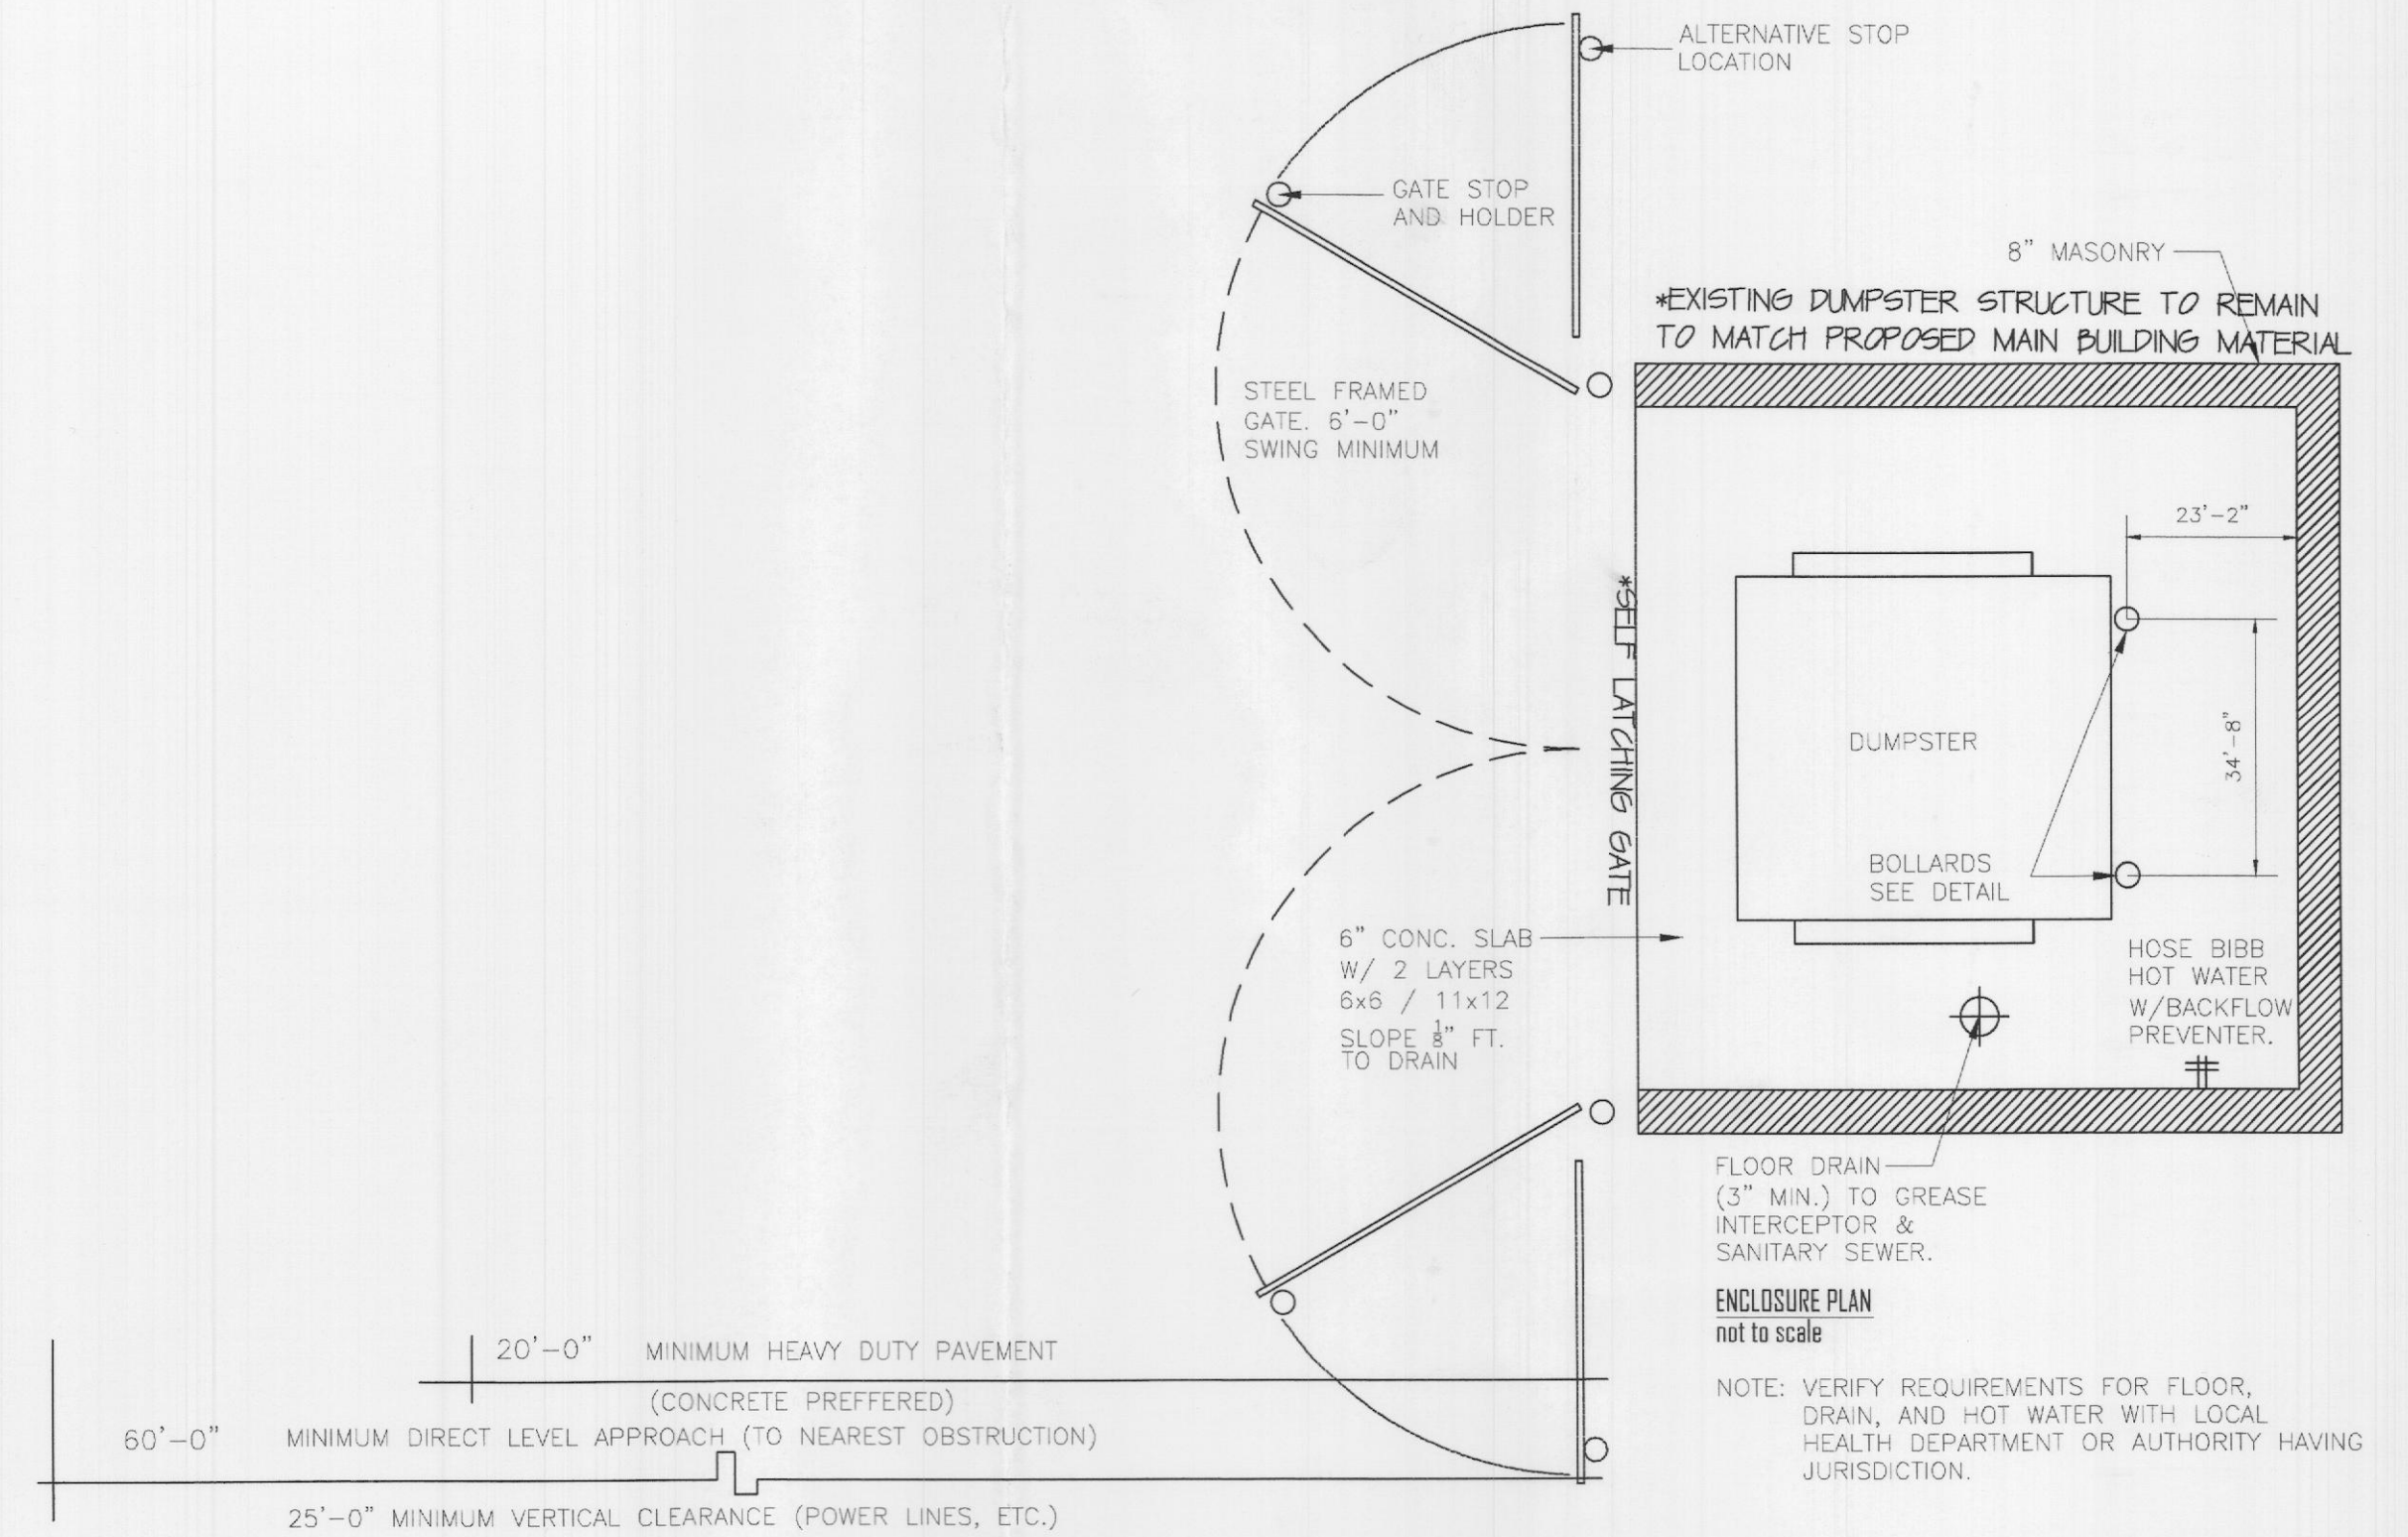 ALTERNATIVE STOP
LOCATION
GATE STOP
AND HOLDER
8" MASONRY
*EXISTING DUMPSTER STRUCTURE TO REMAIN
TO MATCH PROPOSED MAIN BUILDING MATERIAL
STEEL FRAMED
GATE. 6'-0"
SWING MINIMUM
23'-2"
*SELF LATCHING GATE
DUMPSTER
34'-8"
BOLLARDS
SEE DETAIL
6" CONC. SLAB
W/ 2 LAYERS
6x6 / 11x12
SLOPE 1/8" FT.
TO DRAIN
HOSE BIBB
HOT WATER
W/BACKFLOW
PREVENTER.
FLOOR DRAIN
(3" MIN.) TO GREASE
INTERCEPTOR &
SANITARY SEWER.
ENCLOSURE PLAN
not to scale
20'-0" MINIMUM HEAVY DUTY PAVEMENT
(CONCRETE PREFFERED)
60'-0" MINIMUM DIRECT LEVEL APPROACH (TO NEAREST OBSTRUCTION)
25'-0" MINIMUM VERTICAL CLEARANCE (POWER LINES, ETC.)
NOTE: VERIFY REQUIREMENTS FOR FLOOR,
DRAIN, AND HOT WATER WITH LOCAL
HEALTH DEPARTMENT OR AUTHORITY HAVING
JURISDICTION.